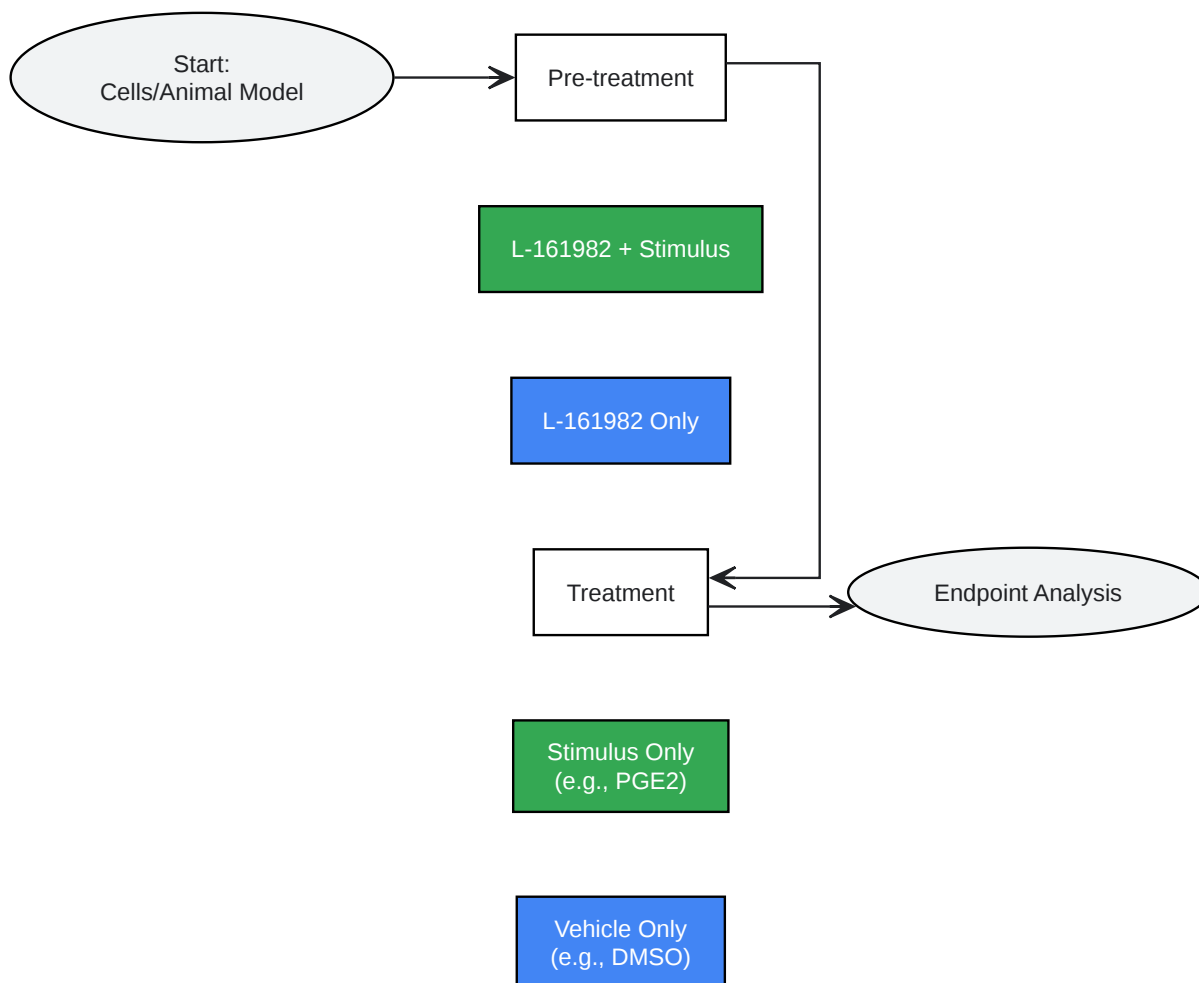 Start:
Cells/Animal Model
Pre-treatment
L-161982 + Stimulus
L-161982 Only
Treatment
Endpoint Analysis
Stimulus Only
(e.g., PGE2)
Vehicle Only
(e.g., DMSO)